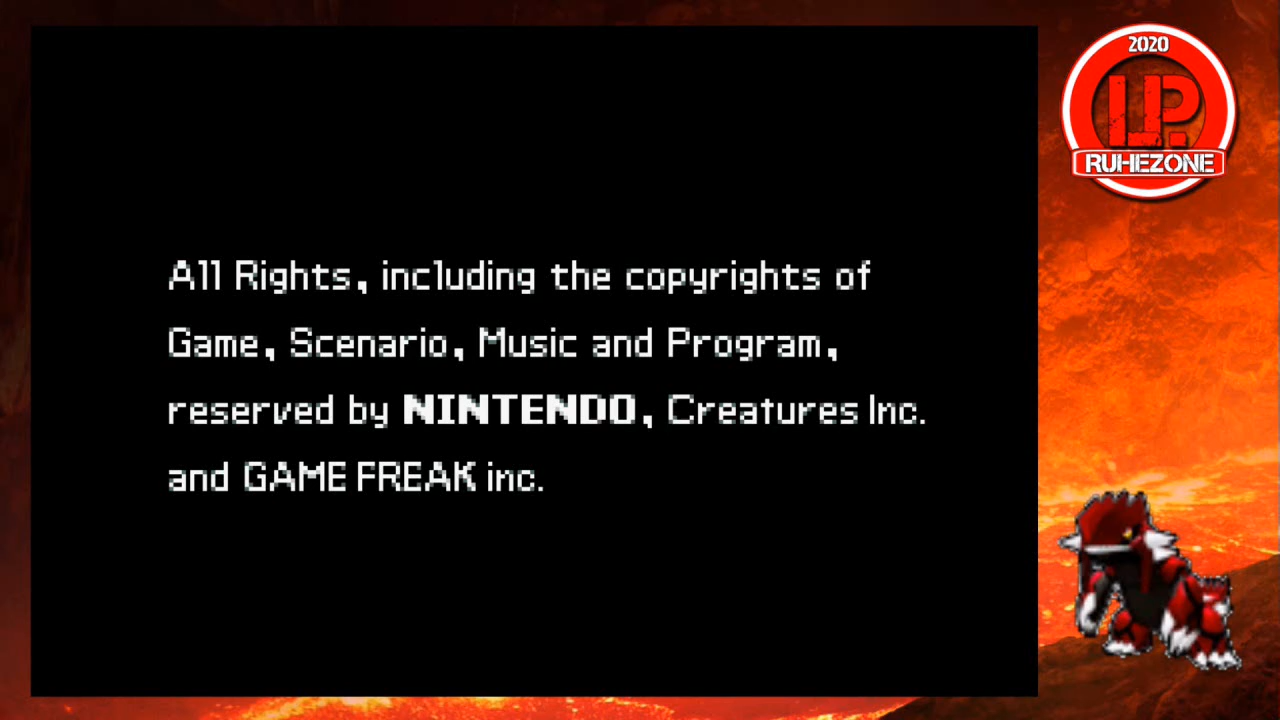 All Rights, including the copyrights of
Game, Scenario, Music and Program,
reserved by NINTENDO, Creatures Inc.
and GAME FREAK inc.
2020
LP.
RUHEZONE